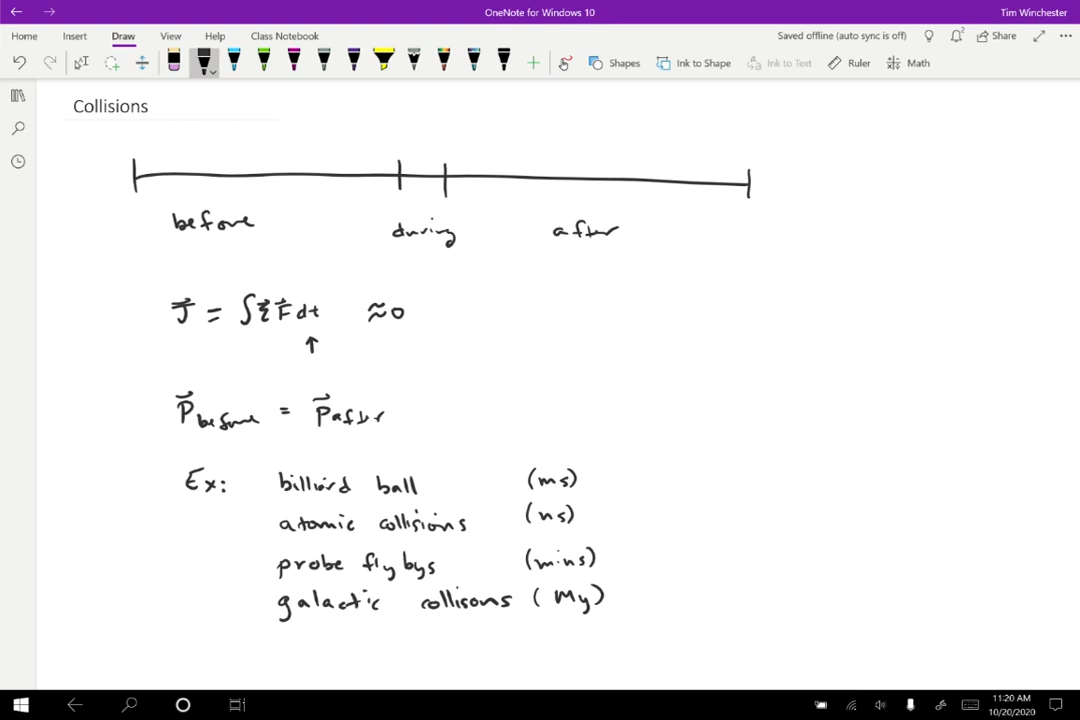 OneNote for Windows 10
Tim Winchester
Home Insert Draw View Help Class Notebook
Saved offline (auto sync is off) Share
Shapes Ink to Shape Ink to Text Ruler Math
Collisions
before during after
J⃗ = ∫ΣF⃗dt ≈0
↑
P⃗before = P⃗after
Ex: billiard ball (ms)
atomic collisions (ns)
probe flybys (mins)
galactic collisons (My)
11:20 AM
10/20/2020